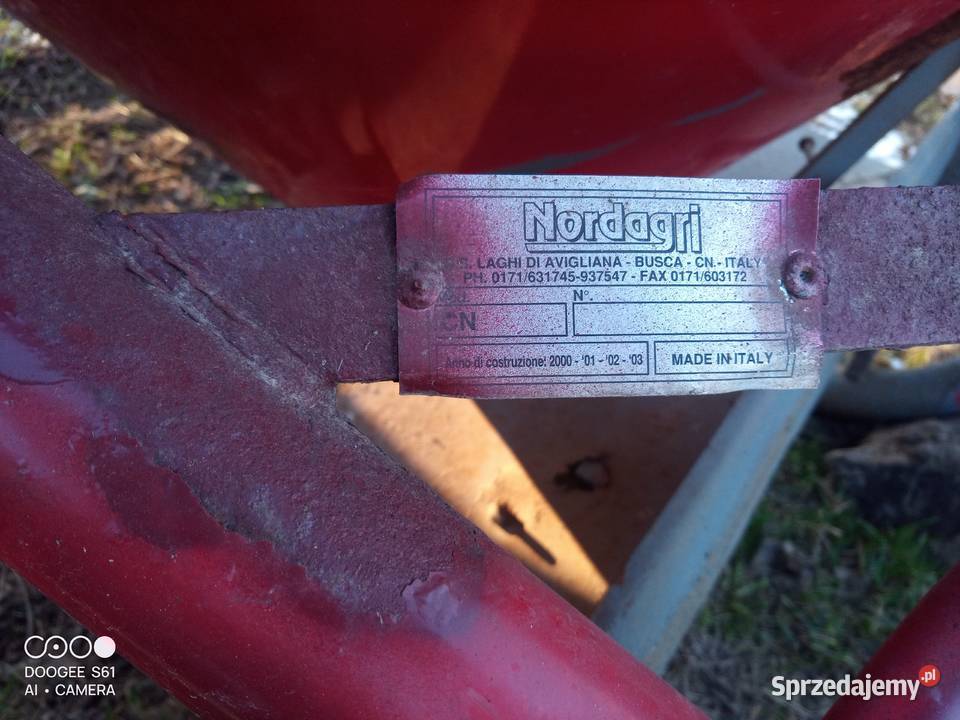 Nordagri
S. LAGHI DI AVIGLIANA - BUSCA - CN.- ITALY
PH. 0171/631745-937547 - FAX 0171/603172
N°.
CN
Anno di costruzione: 2000 - '01 - '02 - '03
MADE IN ITALY
DOOGEE S61
AI • CAMERA
Sprzedajemy.pl